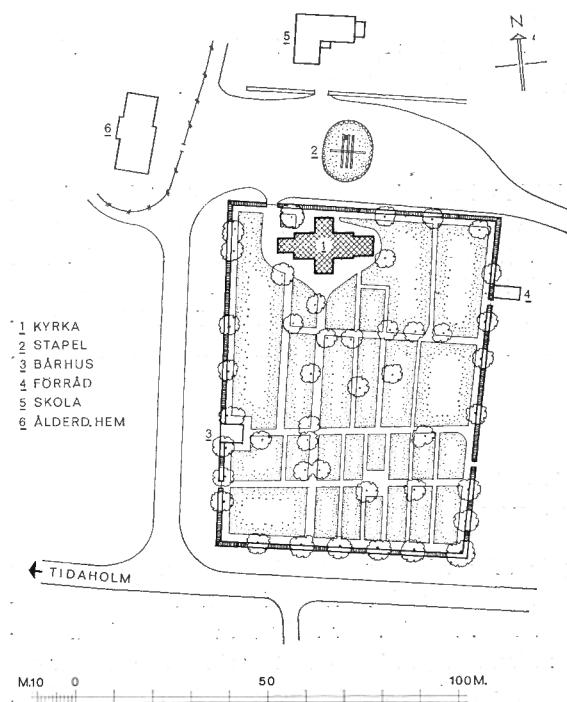 5
N
6
2
1
4
1 KYRKA
2 STAPEL
3 BÅRHUS
4 FÖRRÅD
5 SKOLA
6 ÅLDERD. HEM
3
TIDAHOLM
M.10 0 50 100 M.